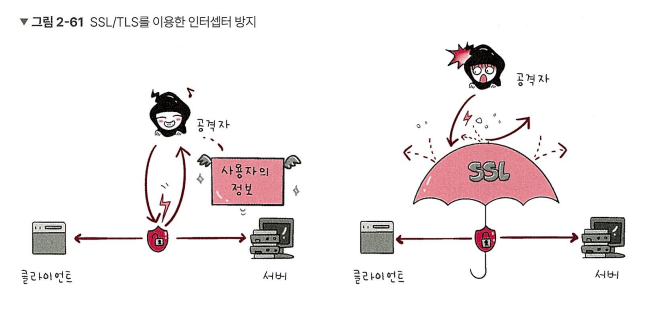 ▼ 그림 2-61 SSL/TLS를 이용한 인터셉터 방지
공격자
사용자의
정보
클라이언트
서버
공격자
SSL
클라이언트
서버